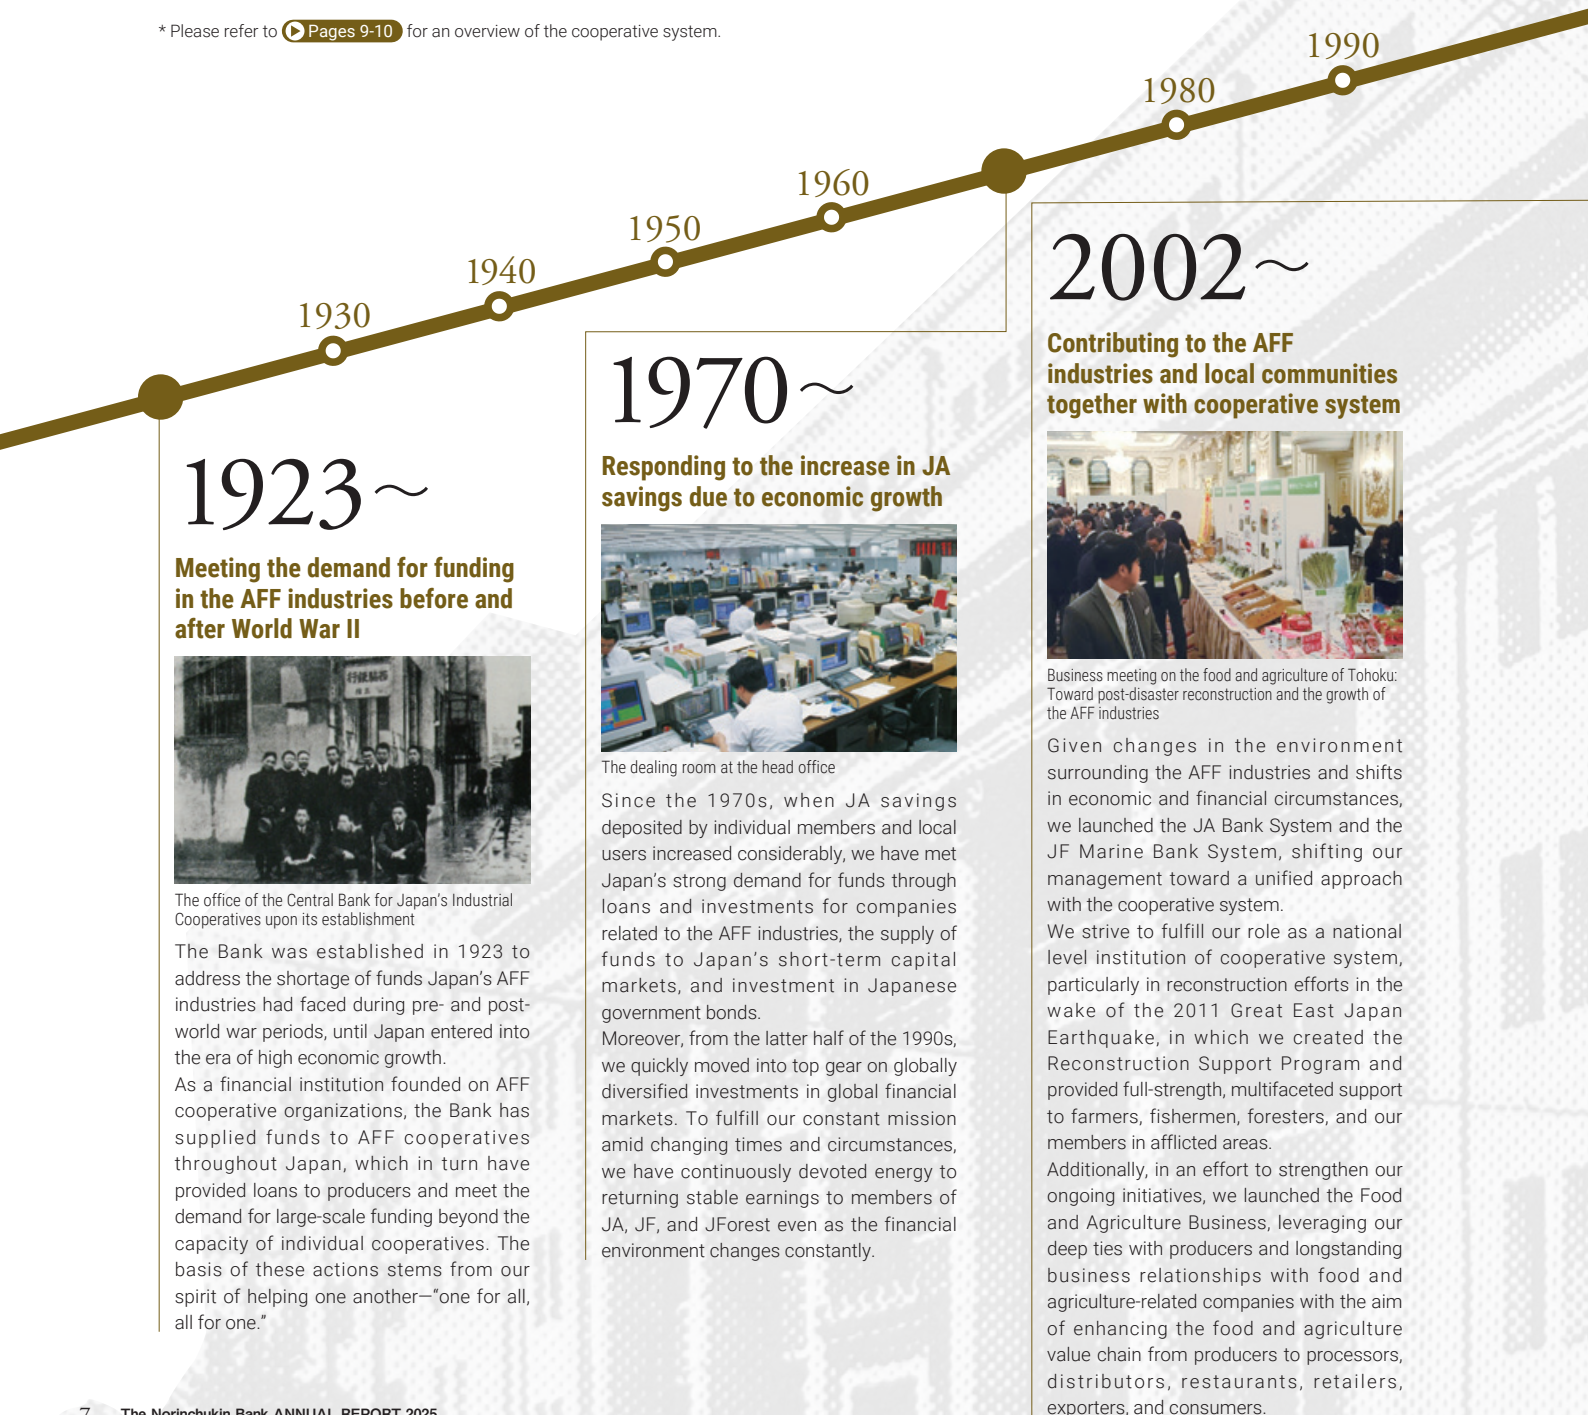 * Please refer to Pages 9-10 for an overview of the cooperative system.
1930
1940
1950
1960
1980
1990
1923~
Meeting the demand for funding
in the AFF industries before and
after World War II
The office of the Central Bank for Japan's Industrial
Cooperatives upon its establishment
The Bank was established in 1923 to
address the shortage of funds Japan's AFF
industries had faced during pre- and post-
world war periods, until Japan entered into
the era of high economic growth.
As a financial institution founded on AFF
cooperative organizations, the Bank has
supplied funds to AFF cooperatives
throughout Japan, which in turn have
provided loans to producers and meet the
demand for large-scale funding beyond the
capacity of individual cooperatives. The
basis of these actions stems from our
spirit of helping one another—“one for all,
all for one.”
1970~
Responding to the increase in JA
savings due to economic growth
The dealing room at the head office
Since the 1970s, when JA savings
deposited by individual members and local
users increased considerably, we have met
Japan's strong demand for funds through
loans and investments for companies
related to the AFF industries, the supply of
funds to Japan's short-term capital
markets, and investment in Japanese
government bonds.
Moreover, from the latter half of the 1990s,
we quickly moved into top gear on globally
diversified investments in global financial
markets. To fulfill our constant mission
amid changing times and circumstances,
we have continuously devoted energy to
returning stable earnings to members of
JA, JF, and JForest even as the financial
environment changes constantly.
2002~
Contributing to the AFF
industries and local communities
together with cooperative system
Business meeting on the food and agriculture of Tohoku:
Toward post-disaster reconstruction and the growth of
the AFF industries
Given changes in the environment
surrounding the AFF industries and shifts
in economic and financial circumstances,
we launched the JA Bank System and the
JF Marine Bank System, shifting our
management toward a unified approach
with the cooperative system.
We strive to fulfill our role as a national
level institution of cooperative system,
particularly in reconstruction efforts in the
wake of the 2011 Great East Japan
Earthquake, in which we created the
Reconstruction Support Program and
provided full-strength, multifaceted support
to farmers, fishermen, foresters, and our
members in afflicted areas.
Additionally, in an effort to strengthen our
ongoing initiatives, we launched the Food
and Agriculture Business, leveraging our
deep ties with producers and longstanding
business relationships with food and
agriculture-related companies with the aim
of enhancing the food and agriculture
value chain from producers to processors,
distributors, restaurants, retailers,
exporters, and consumers.
7 The Norinchukin Bank ANNUAL REPORT 2025